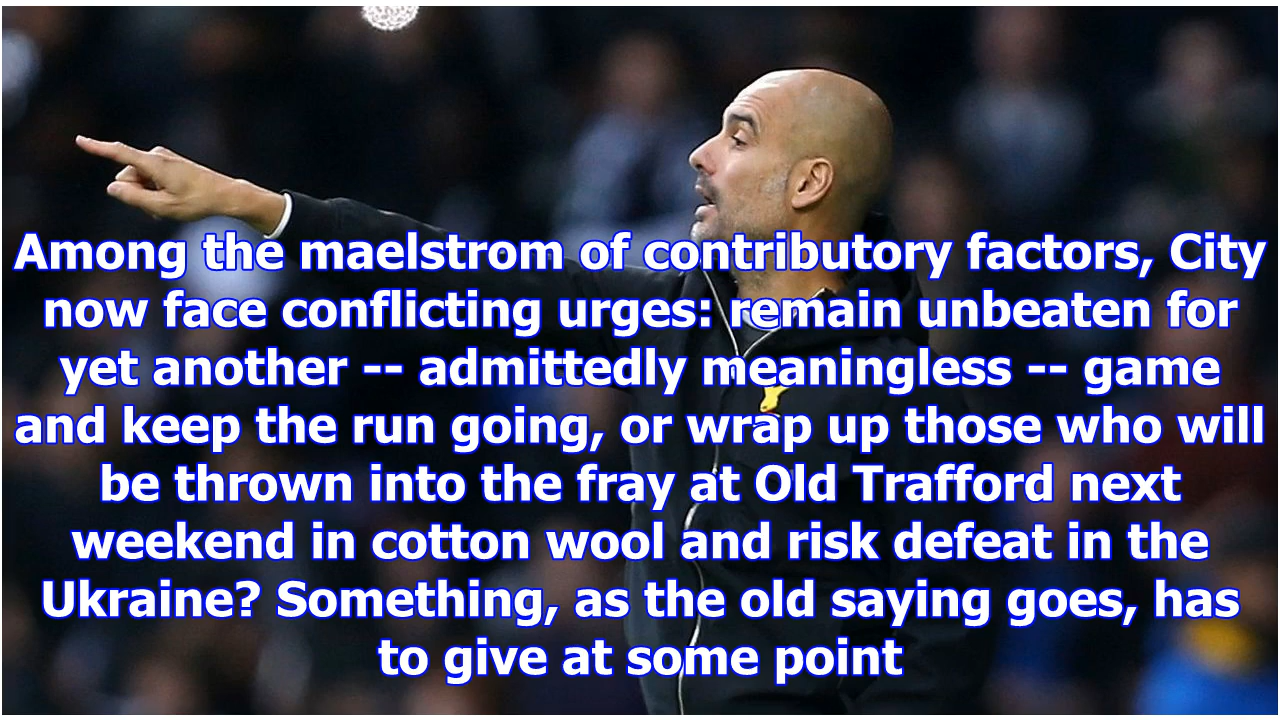 Among the maelstrom of contributory factors, City
now face conflicting urges: remain unbeaten for
yet another -- admittedly meaningless -- game
and keep the run going, or wrap up those who will
be thrown into the fray at Old Trafford next
weekend in cotton wool and risk defeat in the
Ukraine? Something, as the old saying goes, has
to give at some point